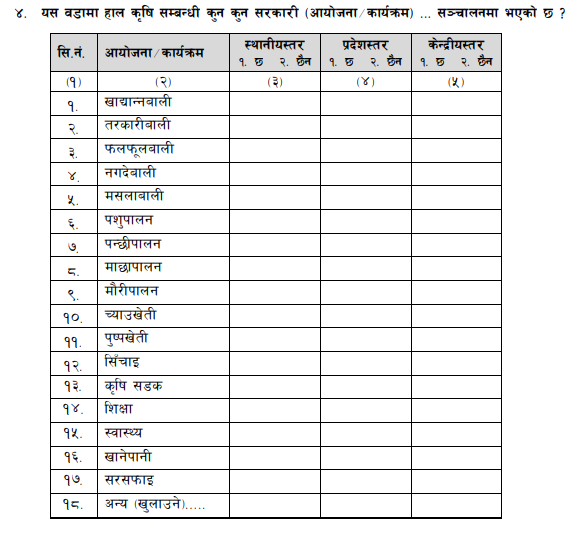 ४. यस वडामा हाल कृषि सम्बन्धी कुन कुन सरकारी (आयोजना/कार्यक्रम) ... सञ्चालनमा भएको छ ?
सि.नं. आयोजना/कार्यक्रम स्थानीयस्तर १. छ २. छैन प्रदेशस्तर १. छ २. छैन केन्द्रीयस्तर १. छ २. छैन
(१) (२) (३) (४) (५)
१. खाद्यान्नबाली
२. तरकारीबाली
३. फलफूलबाली
४. नगदेबाली
५. मसलाबाली
६. पशुपालन
७. पन्छीपालन
८. माछापालन
९. मौरीपालन
१०. च्याउखेती
११. पुष्पखेती
१२. सिँचाइ
१३. कृषि सडक
१४. शिक्षा
१५. स्वास्थ्य
१६. खानेपानी
१७. सरसफाइ
१८. अन्य (खुलाउने).....